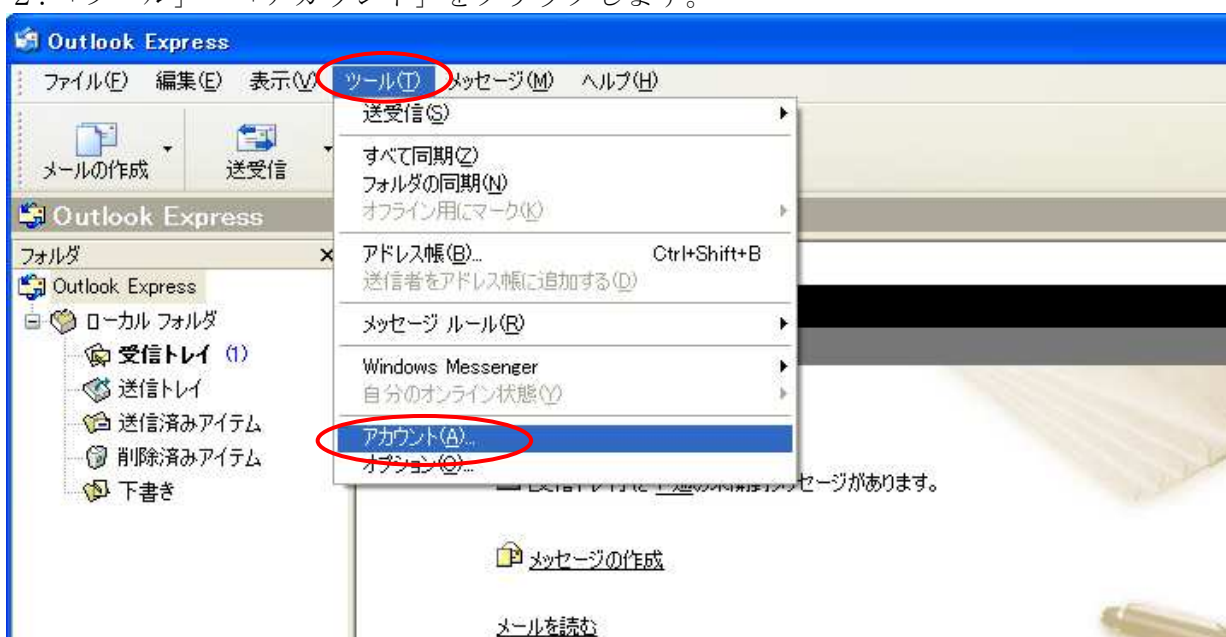 2．「ツール」－「アカウント」をクリックします。
Outlook Express
ファイル(F) 編集(E) 表示(V) ツール(T) メッセージ(M) ヘルプ(H)
メールの作成 送受信
Outlook Express
送受信(S)
すべて同期(Z)
フォルダの同期(N)
オフライン用にマーク(K)
アドレス帳(B)... Ctrl+Shift+B
送信者をアドレス帳に追加する(D)
メッセージ ルール(R)
Windows Messenger
自分のオンライン状態(Y)
アカウント(A)...
オプション(O)...
フォルダ ×
Outlook Express
ローカル フォルダ
受信トレイ (1)
送信トレイ
送信済みアイテム
削除済みアイテム
下書き
セージがあります。
メッセージの作成
メールを読む